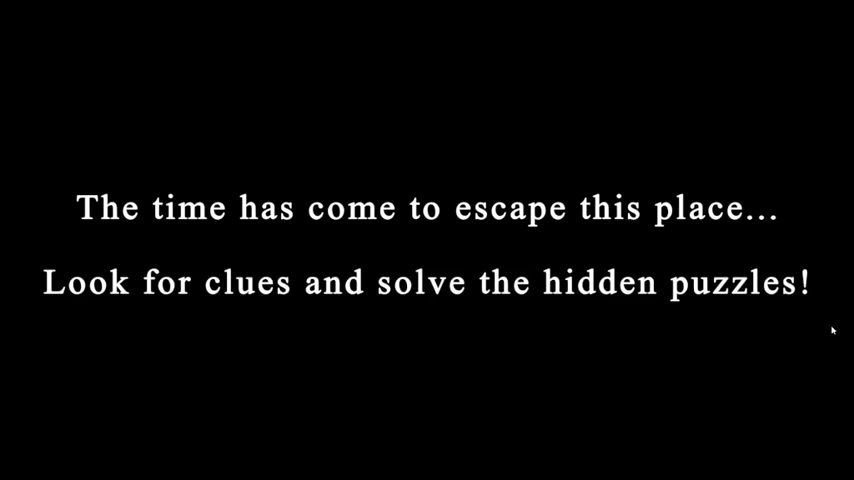 The time has come to escape this place...
Look for clues and solve the hidden puzzles!